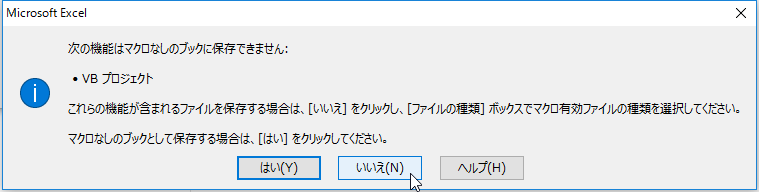 Microsoft Excel
次の機能はマクロなしのブックに保存できません:
• VB プロジェクト
これらの機能が含まれるファイルを保存する場合は、[いいえ] をクリックし、[ファイルの種類] ボックスでマクロ有効ファイルの種類を選択してください。
マクロなしのブックとして保存する場合は、[はい] をクリックしてください。
はい(Y) いいえ(N) ヘルプ(H)